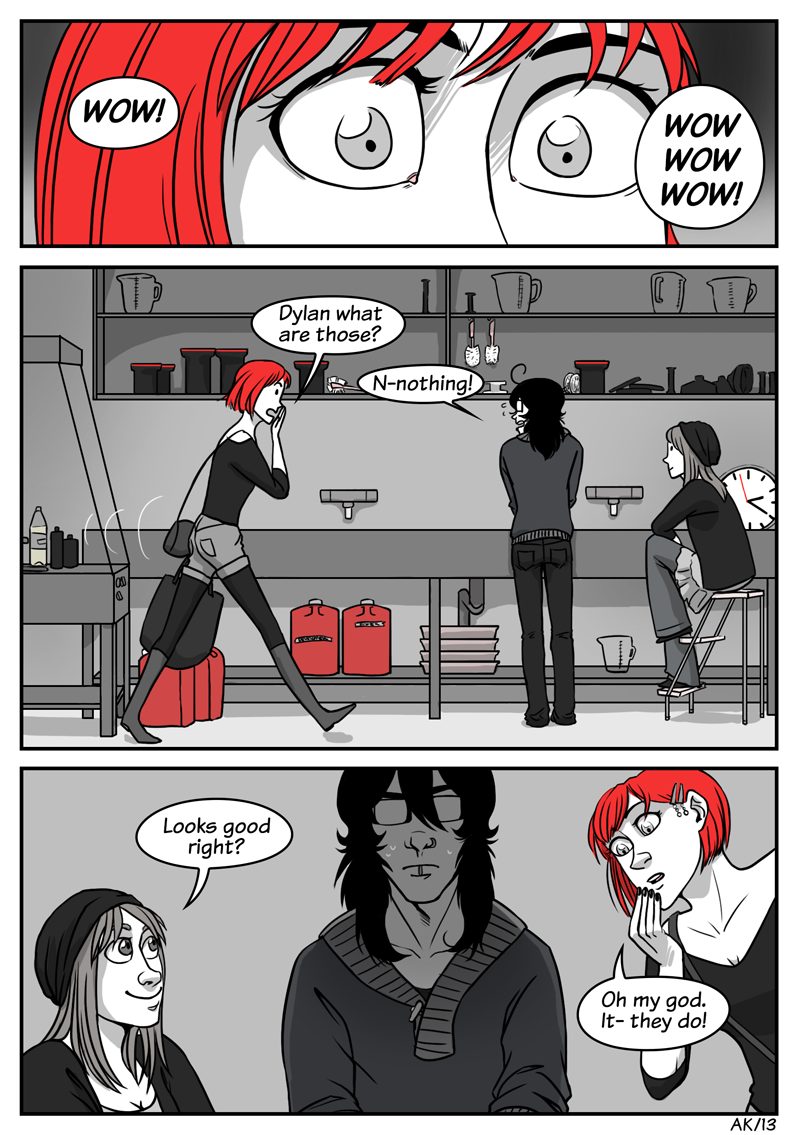 WOW!
WOW
WOW
WOW!
Dylan what
are those?
N-nothing!
Looks good
right?
Oh my god.
It- they do!
AK/13